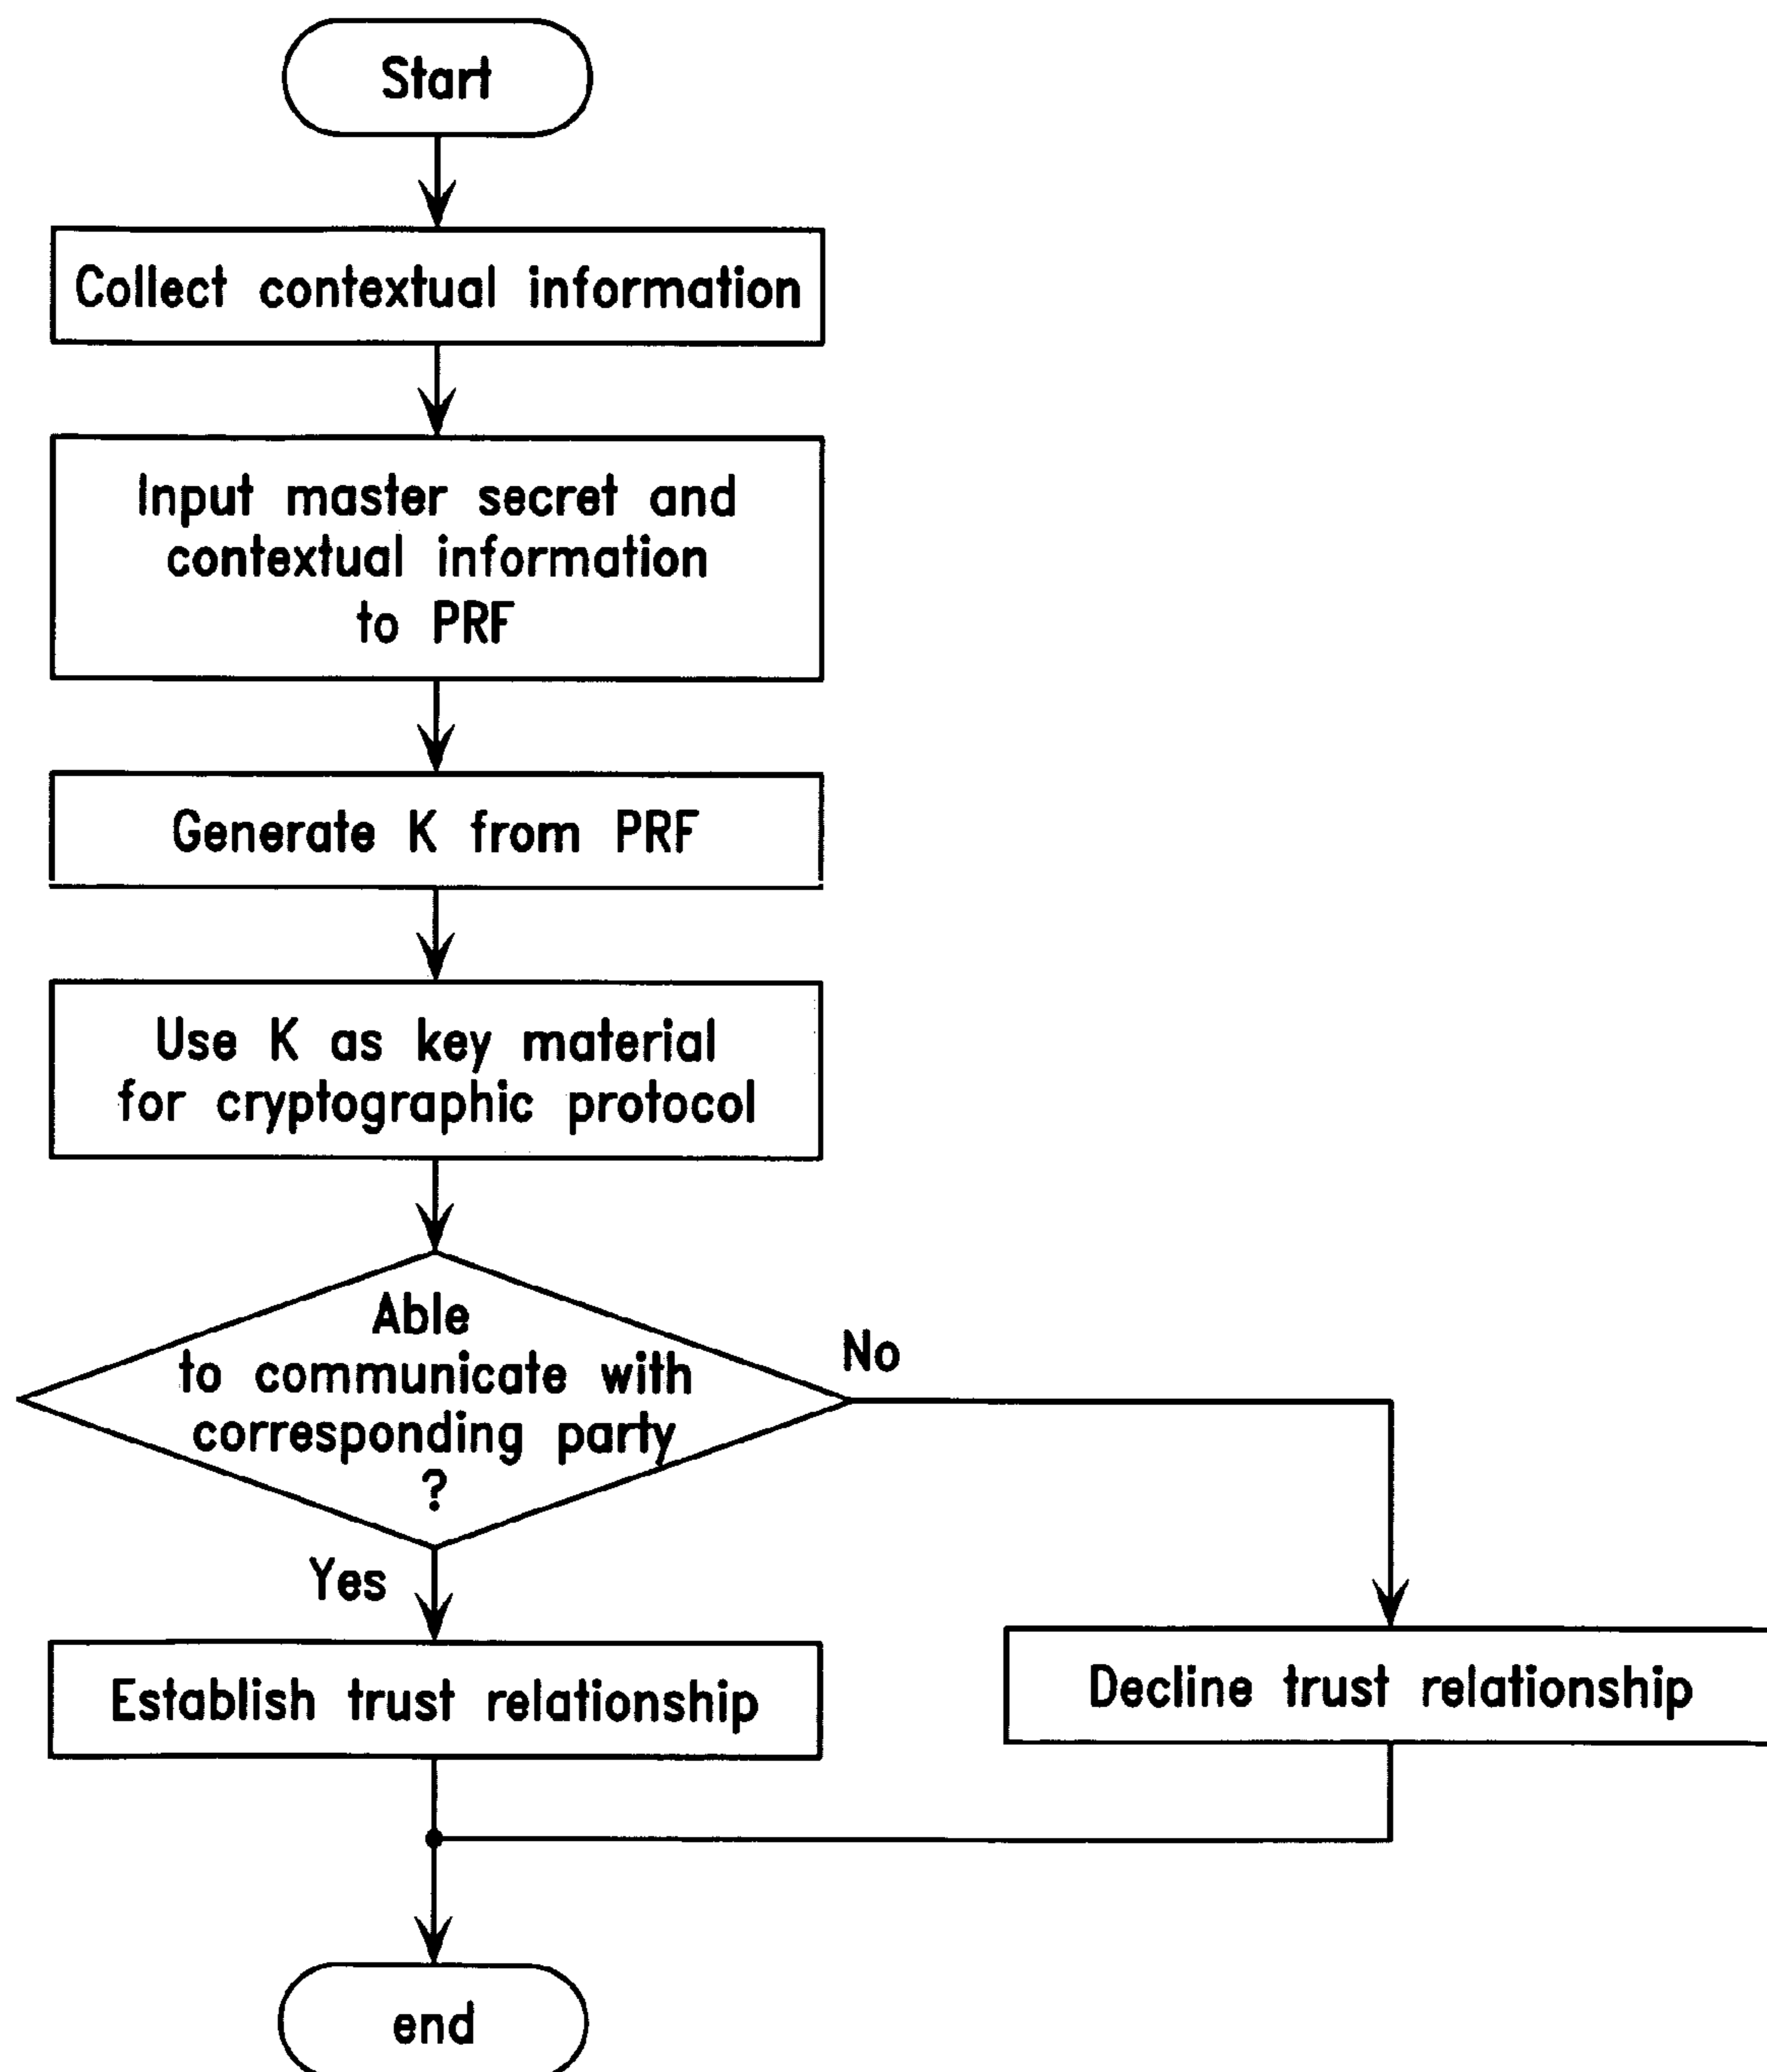 Start
Collect contextual information
Input master secret and
contextual information
to PRF
Generate K from PRF
Use K as key material
for cryptographic protocol
Able
to communicate with
corresponding party
?
No
Yes
Establish trust relationship
Decline trust relationship
end